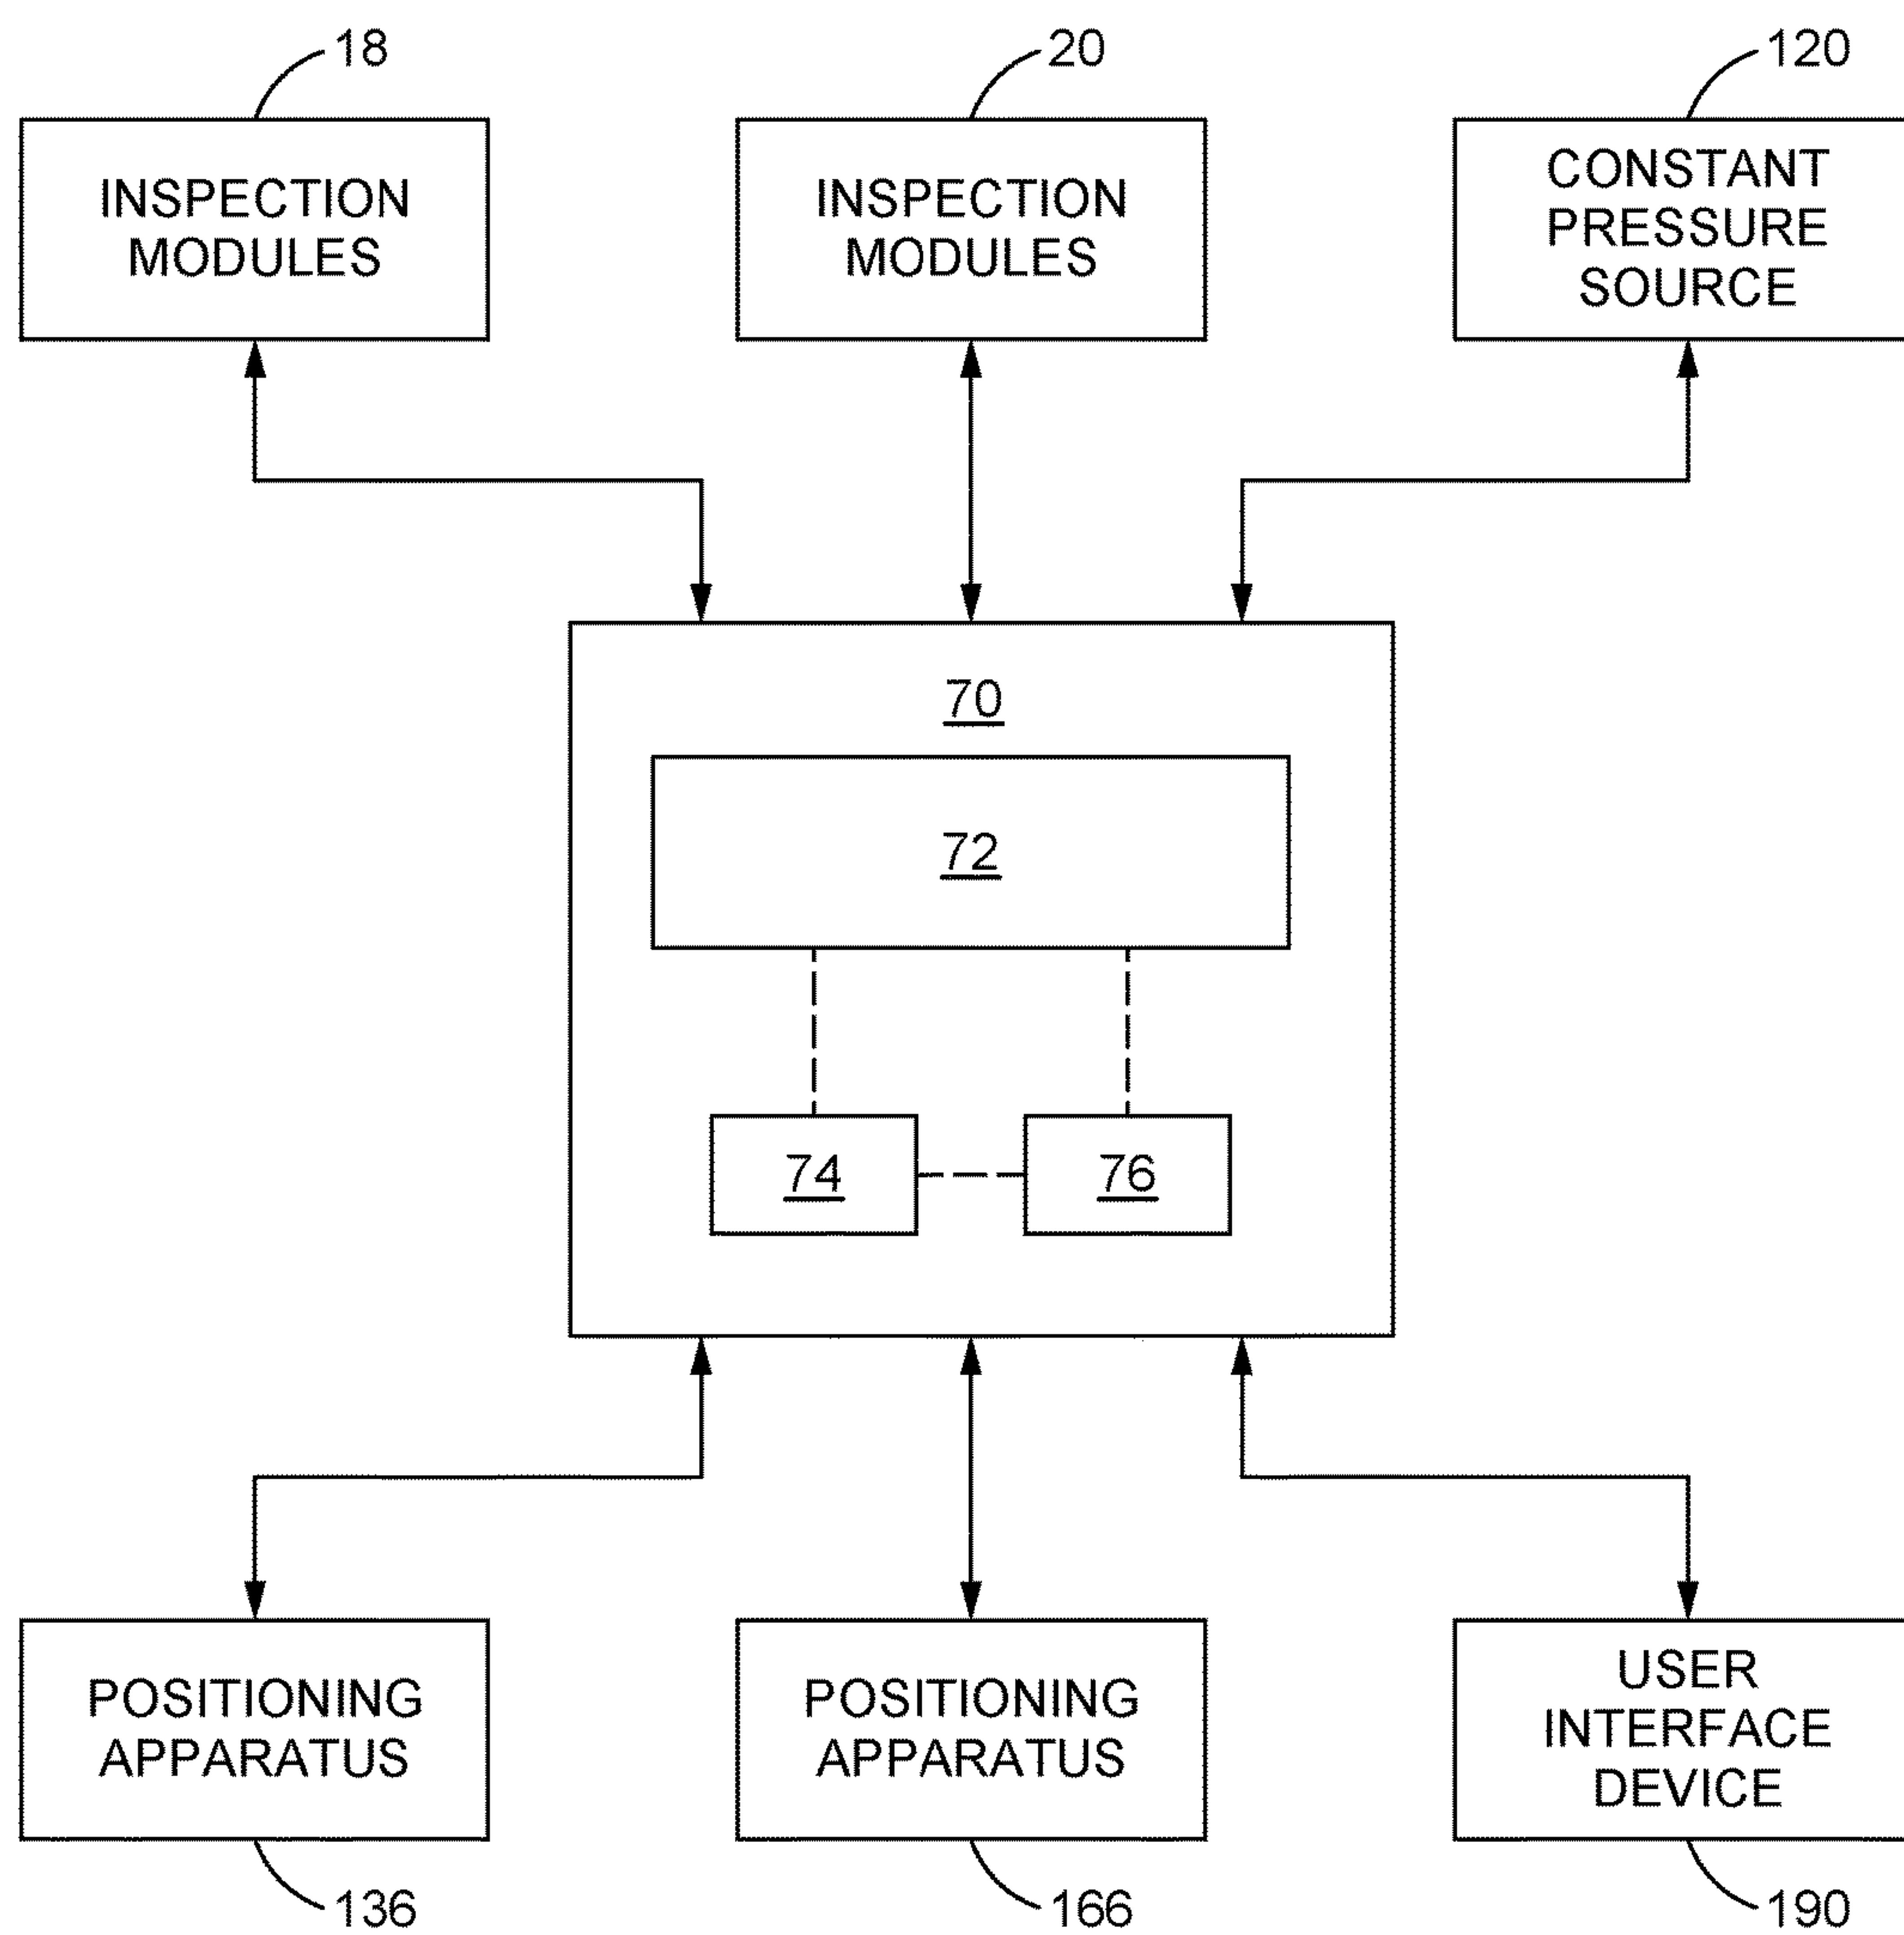 18
20
120
INSPECTION
MODULES
INSPECTION
MODULES
CONSTANT
PRESSURE
SOURCE
70
72
74
76
POSITIONING
APPARATUS
POSITIONING
APPARATUS
USER
INTERFACE
DEVICE
136
166
190